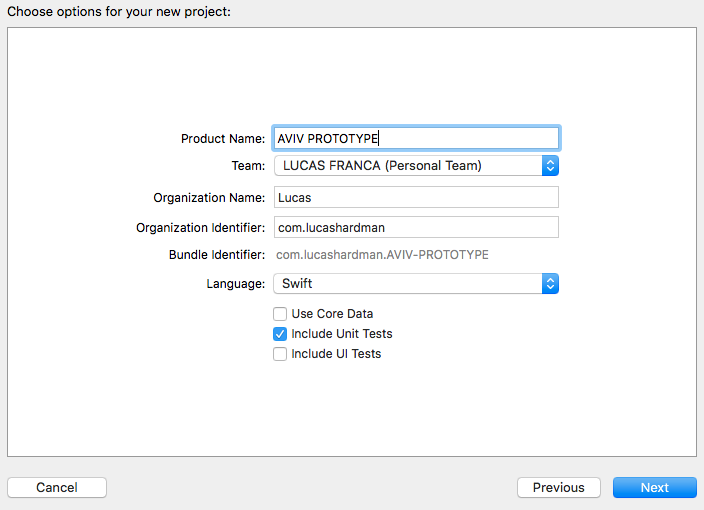 Choose options for your new project:
Product Name: AVIV PROTOTYPE
Team: LUCAS FRANCA (Personal Team)
Organization Name: Lucas
Organization Identifier: com.lucashardman
Bundle Identifier: com.lucashardman.AVIV-PROTOTYPE
Language: Swift
Use Core Data
Include Unit Tests
Include UI Tests
Cancel Previous Next